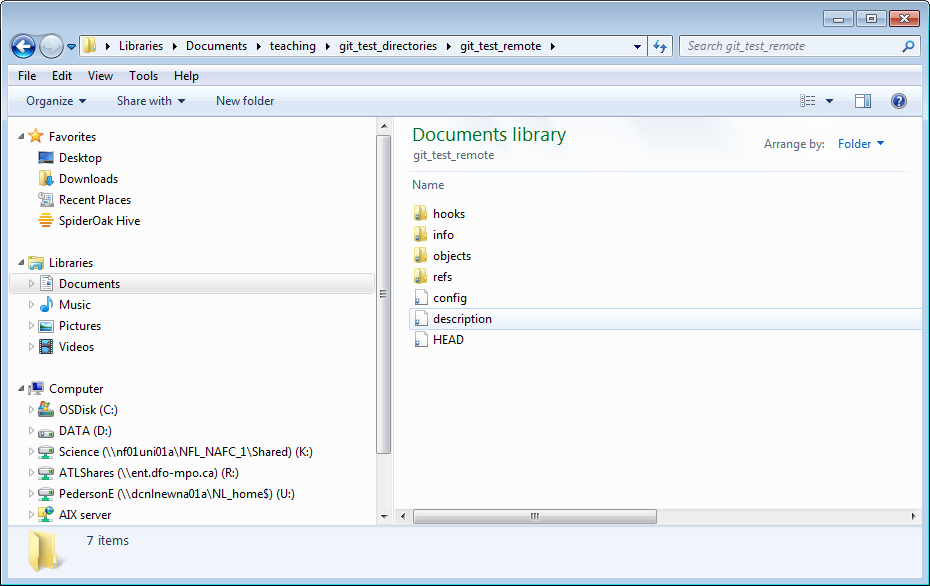 Libraries Documents teaching git_test_directories git_test_remote
Search git_test_remote
File Edit View Tools Help
Organize Share with New folder
Favorites
Desktop
Downloads
Recent Places
SpiderOak Hive
Libraries
Documents
Music
Pictures
Videos
Computer
OSDisk (C:)
DATA (D:)
Science (\\nf01uni01a\NFL_NAFC_1\Shared) (K:)
ATLShares (\\ent.dfo-mpo.ca) (R:)
PedersonE (\\dcnlnewna01a\NL_home$) (U:)
AIX server
Documents library
git_test_remote
Arrange by: Folder
Name
hooks
info
objects
refs
config
description
HEAD
7 items